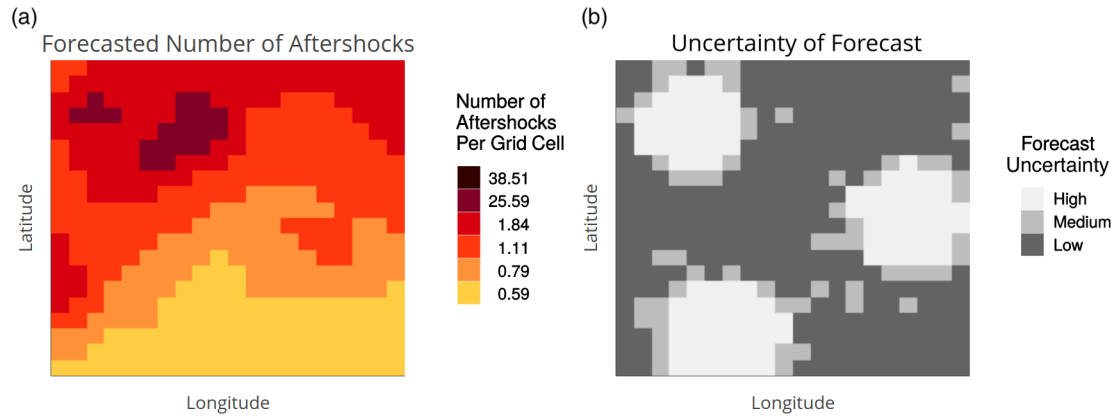 (a)
Forecasted Number of Aftershocks
Latitude
Longitude
Number of
Aftershocks
Per Grid Cell
38.51
25.59
1.84
1.11
0.79
0.59
(b)
Uncertainty of Forecast
Latitude
Longitude
Forecast
Uncertainty
High
Medium
Low